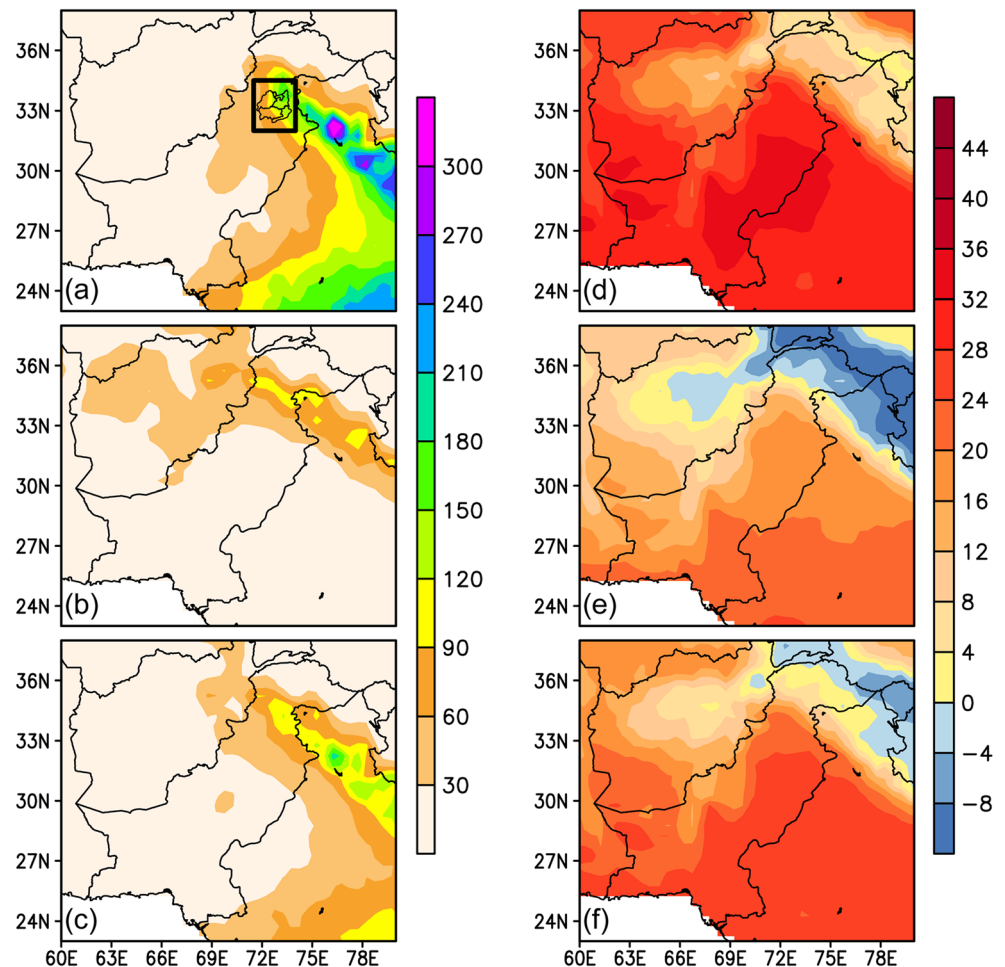 36N
33N
30N
27N
24N
(a)
300
270
240
210
180
150
120
90
60
30
(d)
44
40
36
32
28
24
20
16
12
8
4
0
−4
−8
36N
33N
30N
27N
24N
(b)
(e)
36N
33N
30N
27N
24N
(c)
(f)
60E 63E 66E 69E 72E 75E 78E
60E 63E 66E 69E 72E 75E 78E